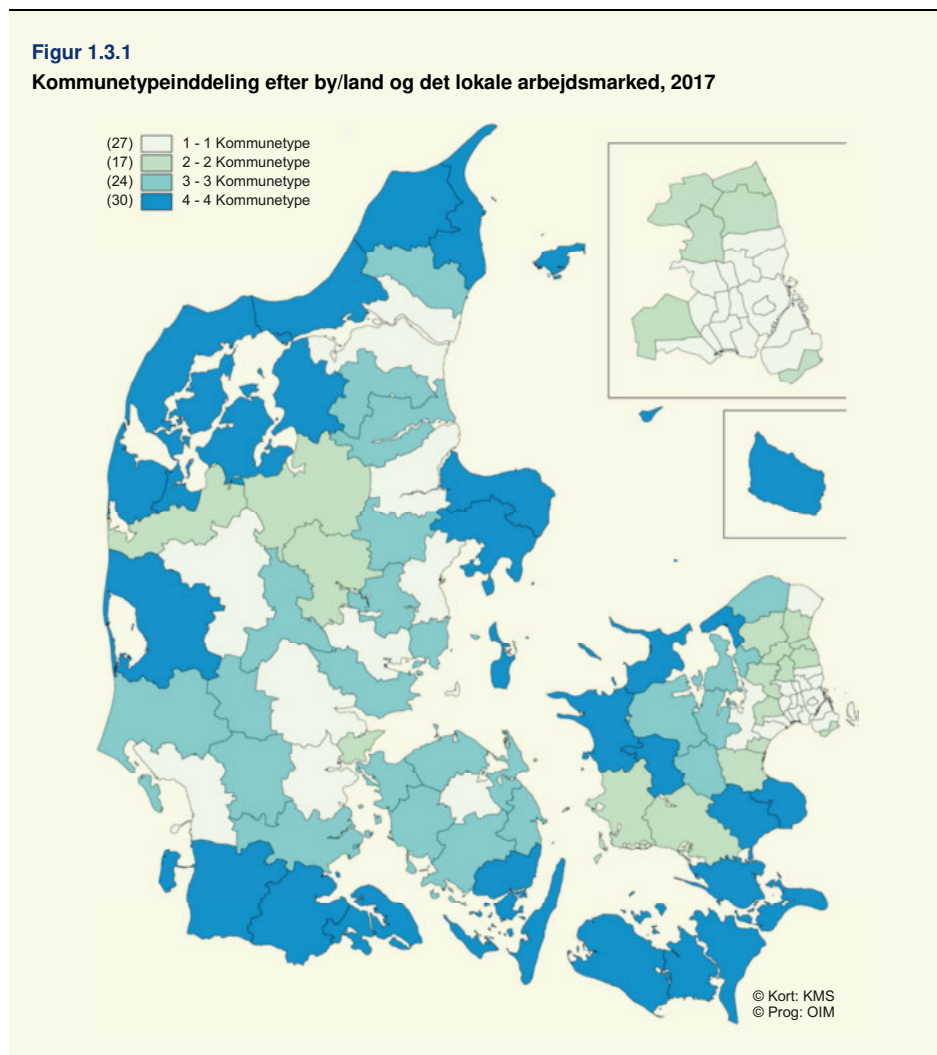 Figur 1.3.1
Kommunetypeinddeling efter by/land og det lokale arbejdsmarked, 2017
(27) 1 - 1 Kommunetype
(17) 2 - 2 Kommunetype
(24) 3 - 3 Kommunetype
(30) 4 - 4 Kommunetype
© Kort: KMS
© Prog: OIM